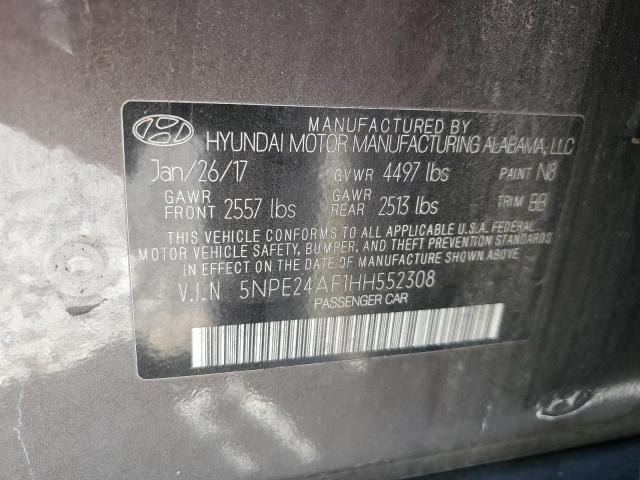 MANUFACTURED BY
HYUNDAI MOTOR MANUFACTURING ALABAMA, LLC
Jan/26/17 GVWR 4497 lbs PAINT N8
GAWR FRONT 2557 lbs GAWR REAR 2513 lbs TRIM BB
THIS VEHICLE CONFORMS TO ALL APPLICABLE U.S.A. FEDERAL
MOTOR VEHICLE SAFETY, BUMPER, AND THEFT PREVENTION STANDARDS
IN EFFECT ON THE DATE OF MANUFACTURE SHOWN ABOVE.
V.I.N 5NPE24AF1HH552308
PASSENGER CAR